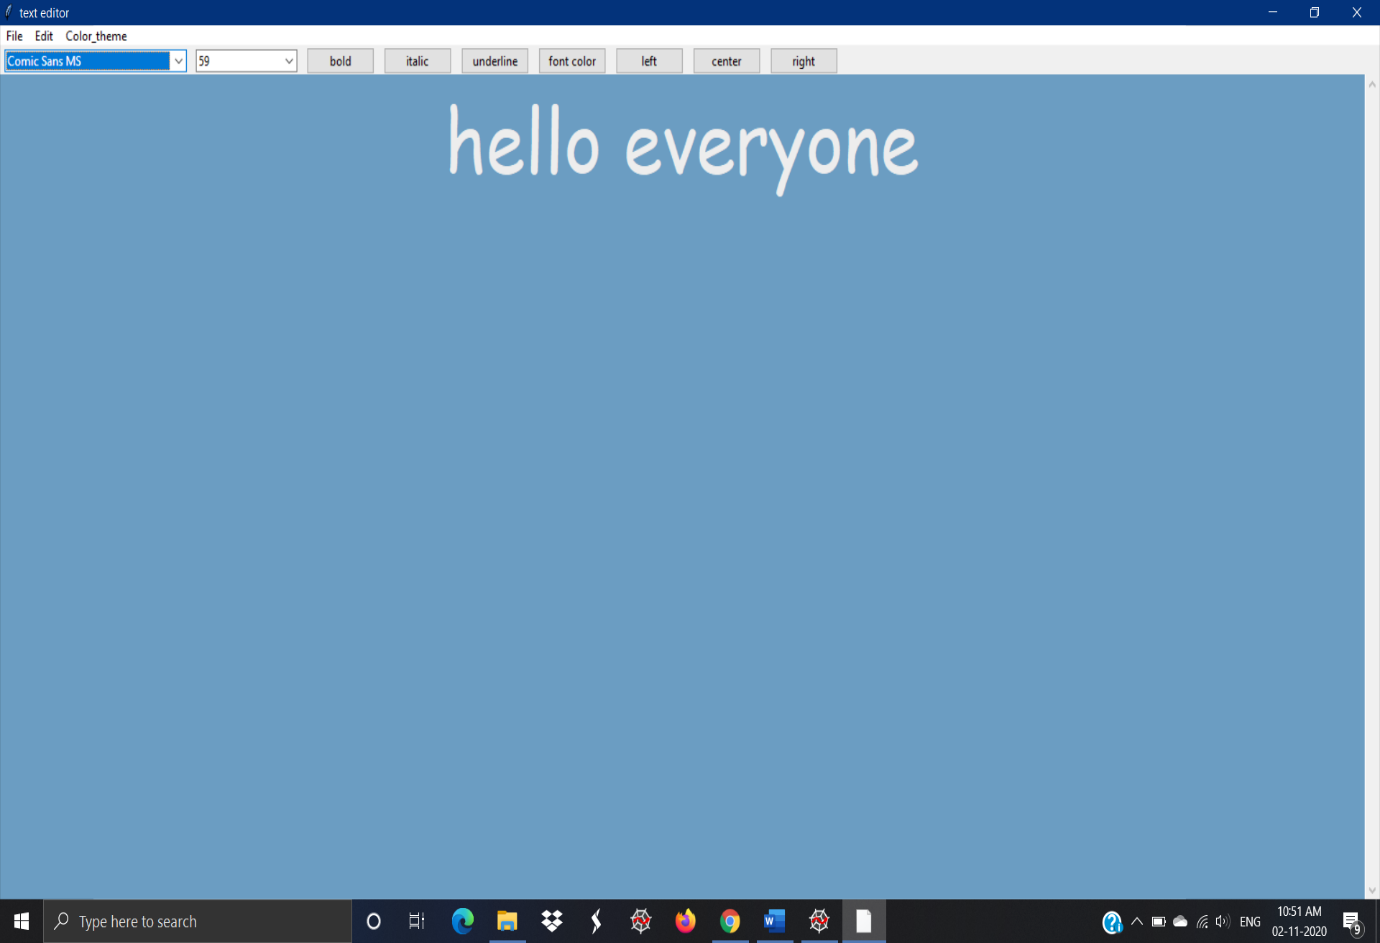 text editor
File Edit Color_theme
Comic Sans MS 59 bold italic underline font color left center right
hello everyone
Type here to search
ENG
10:51 AM
02-11-2020
9